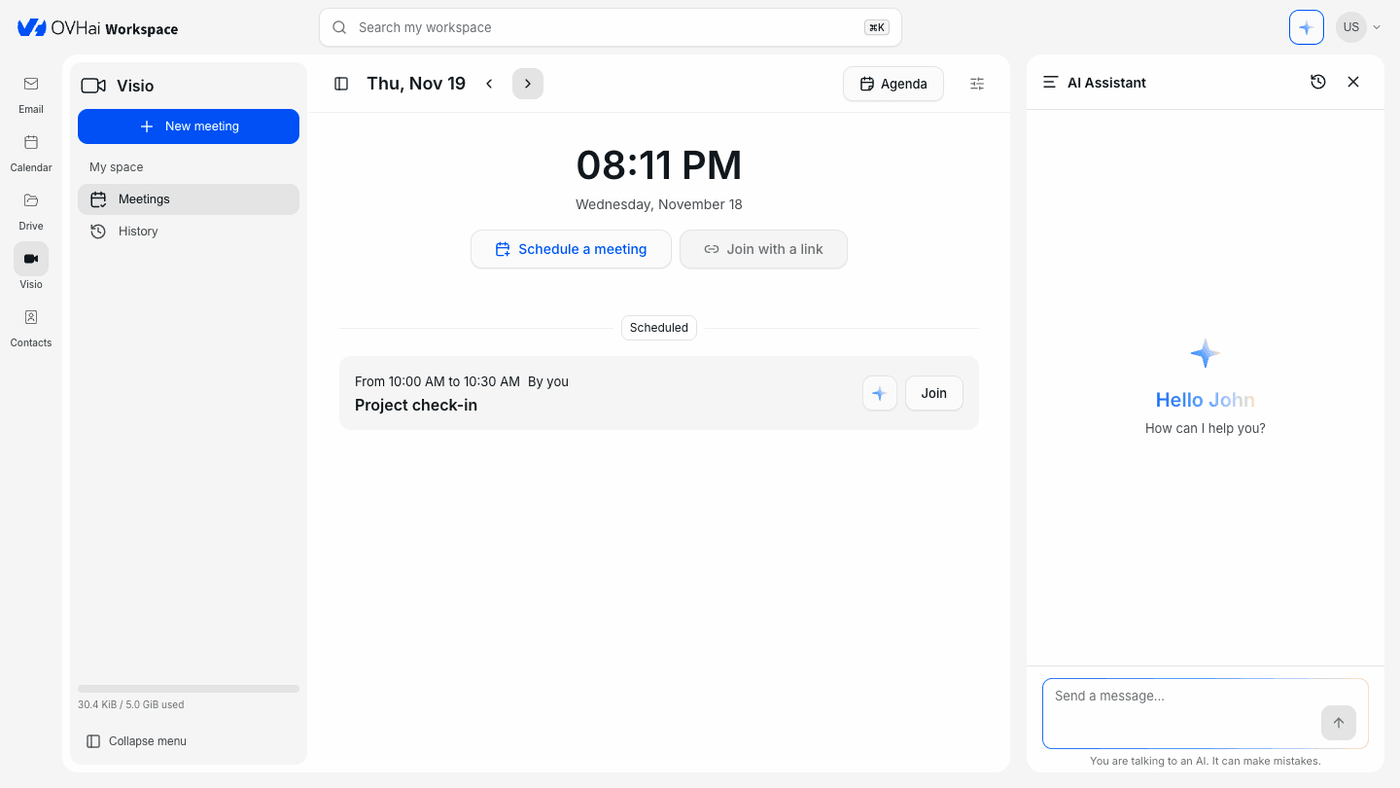 OVHai Workspace
Search my workspace
⌘K
US
Email
Calendar
Drive
Visio
Contacts
Visio
New meeting
My space
Meetings
History
30.4 KiB / 5.0 GiB used
Collapse menu
Thu, Nov 19
Agenda
08:11 PM
Wednesday, November 18
Schedule a meeting
Join with a link
Scheduled
From 10:00 AM to 10:30 AM By you
Project check-in
Join
AI Assistant
Hello John
How can I help you?
Send a message...
You are talking to an AI. It can make mistakes.